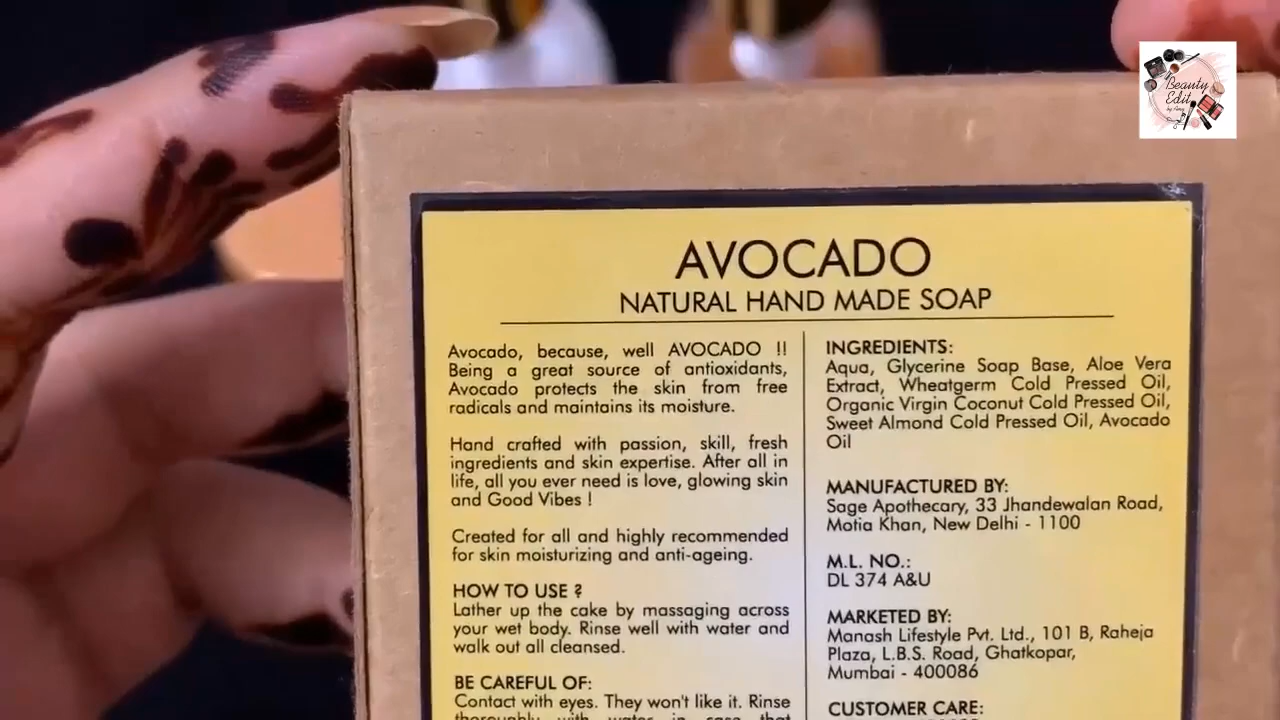 Beauty
Edit
AVOCADO
NATURAL HAND MADE SOAP
Avocado, because, well AVOCADO !!
Being a great source of antioxidants,
Avocado protects the skin from free
radicals and maintains its moisture.
Hand crafted with passion, skill, fresh
ingredients and skin expertise. After all in
life, all you ever need is love, glowing skin
and Good Vibes !
Created for all and highly recommended
for skin moisturizing and anti-ageing.
HOW TO USE ?
Lather up the cake by massaging across
your wet body. Rinse well with water and
walk out all cleansed.
BE CAREFUL OF:
Contact with eyes. They won't like it. Rinse
thoroughly with water in case that
INGREDIENTS:
Aqua, Glycerine Soap Base, Aloe Vera
Extract, Wheatgerm Cold Pressed Oil,
Organic Virgin Coconut Cold Pressed Oil,
Sweet Almond Cold Pressed Oil, Avocado
Oil
MANUFACTURED BY:
Sage Apothecary, 33 Jhandewalan Road,
Motia Khan, New Delhi - 1100
M.L. NO.:
DL 374 A&U
MARKETED BY:
Manash Lifestyle Pvt. Ltd., 101 B, Raheja
Plaza, L.B.S. Road, Ghatkopar,
Mumbai - 400086
CUSTOMER CARE: